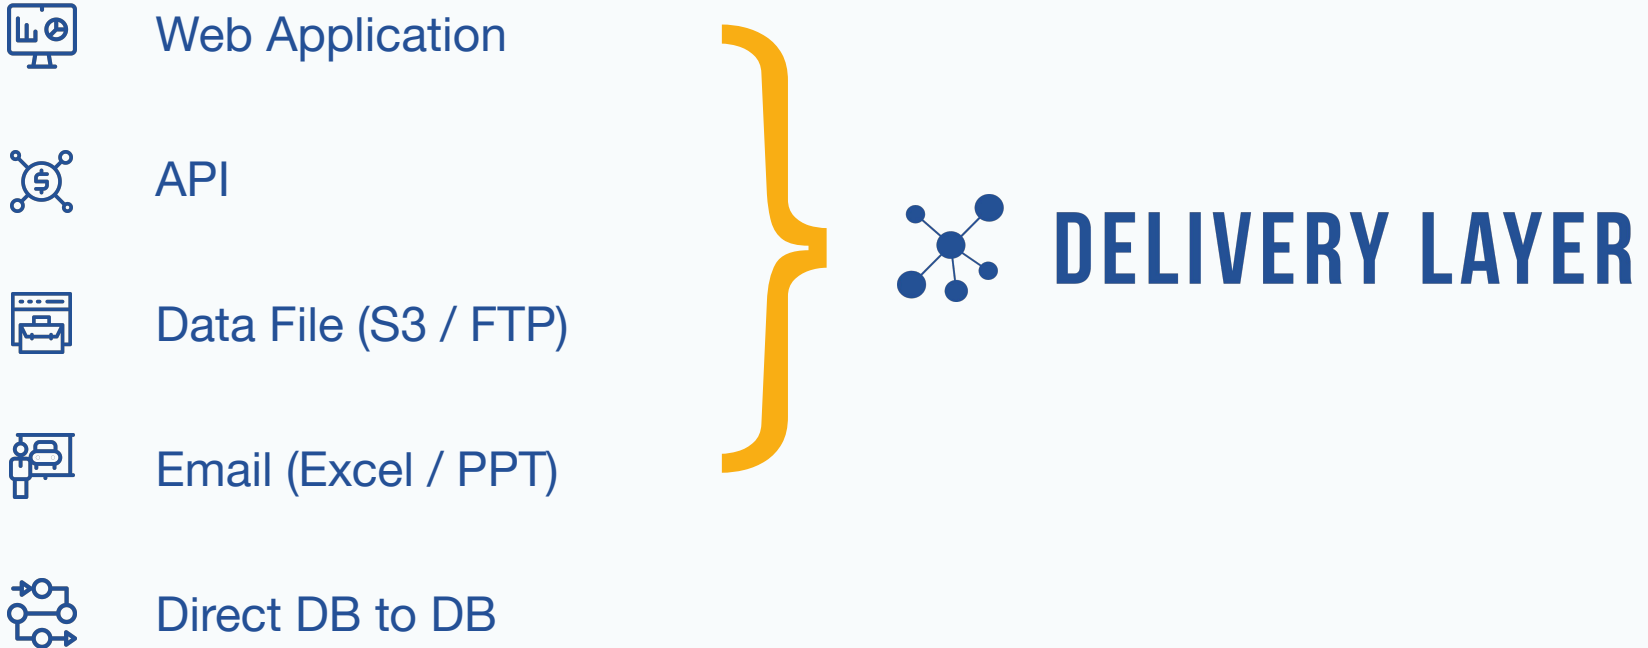 Web Application
API
Data File (S3 / FTP)
Email (Excel / PPT)
Direct DB to DB
DELIVERY LAYER